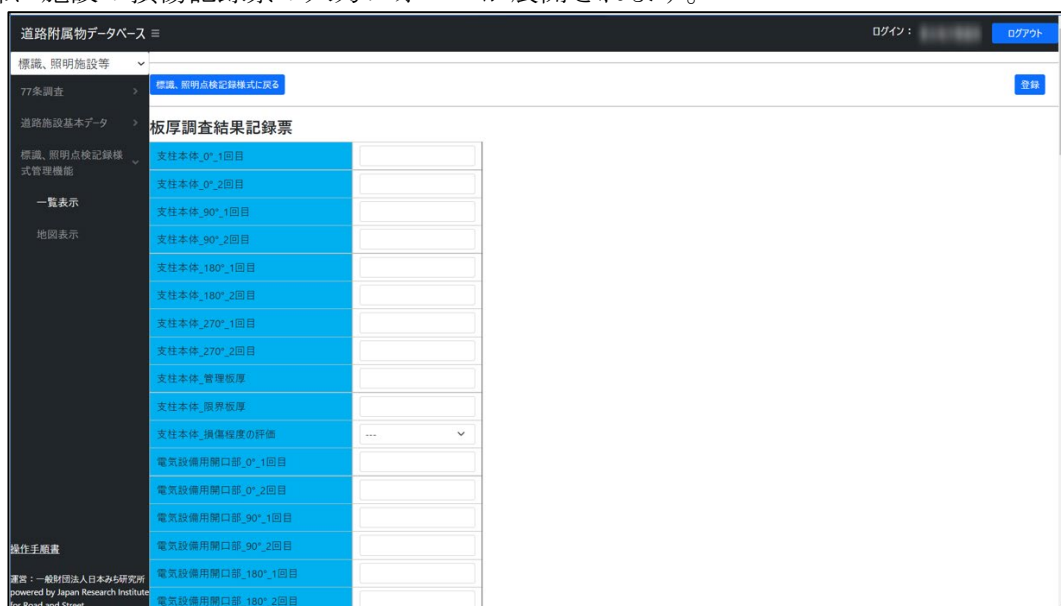 道路附属物データベース ≡
ログイン：
ログアウト
標識、照明施設等
77条調査
道路施設基本データ
標識、照明点検記録様式管理機能
一覧表示
地図表示
操作手順書
運営：一般財団法人日本みち研究所
powered by Japan Research Institute
for Road and Street
標識、照明点検記録様式に戻る
登録
板厚調査結果記録票
支柱本体_0°_1回目
支柱本体_0°_2回目
支柱本体_90°_1回目
支柱本体_90°_2回目
支柱本体_180°_1回目
支柱本体_180°_2回目
支柱本体_270°_1回目
支柱本体_270°_2回目
支柱本体_管理板厚
支柱本体_限界板厚
支柱本体_損傷程度の評価
---
電気設備用開口部_0°_1回目
電気設備用開口部_0°_2回目
電気設備用開口部_90°_1回目
電気設備用開口部_90°_2回目
電気設備用開口部_180°_1回目
電気設備用開口部_180°_2回目